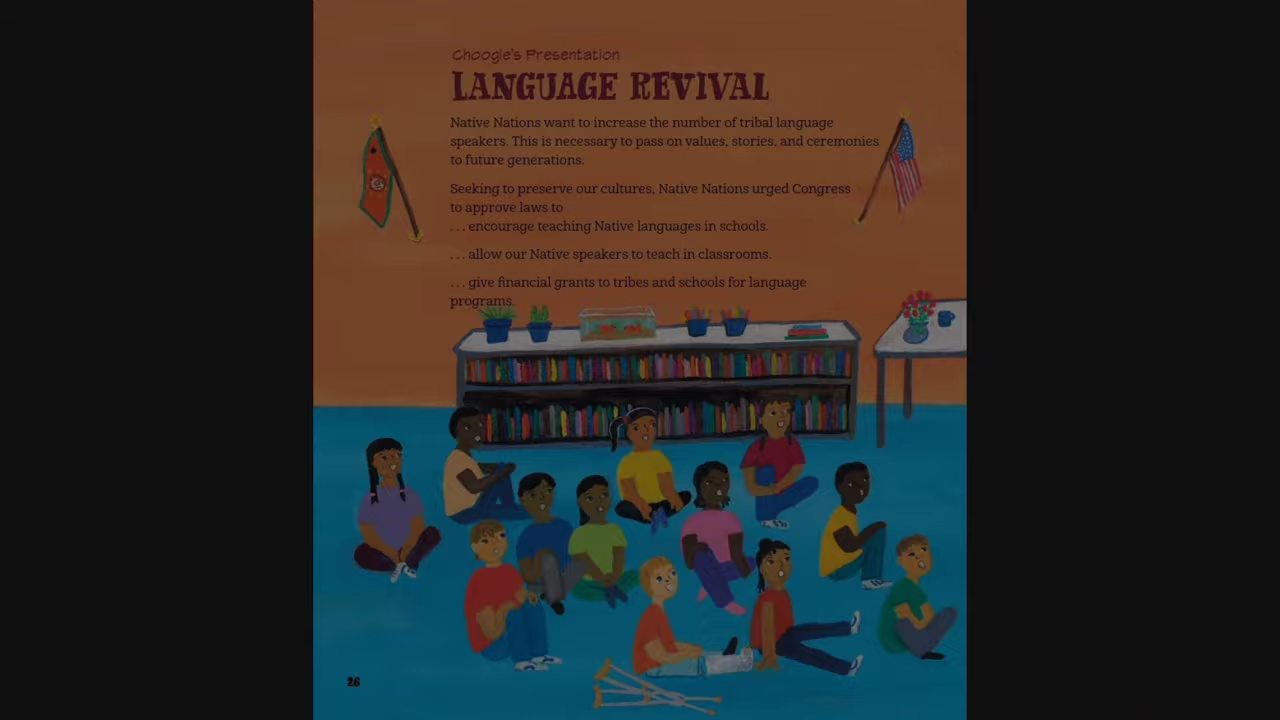 Choogie's Presentation
LANGUAGE REVIVAL
Native Nations want to increase the number of tribal language
speakers. This is necessary to pass on values, stories, and ceremonies
to future generations.
Seeking to preserve our cultures, Native Nations urged Congress
to approve laws to
. . . encourage teaching Native languages in schools.
. . . allow our Native speakers to teach in classrooms.
. . . give financial grants to tribes and schools for language
programs.
26